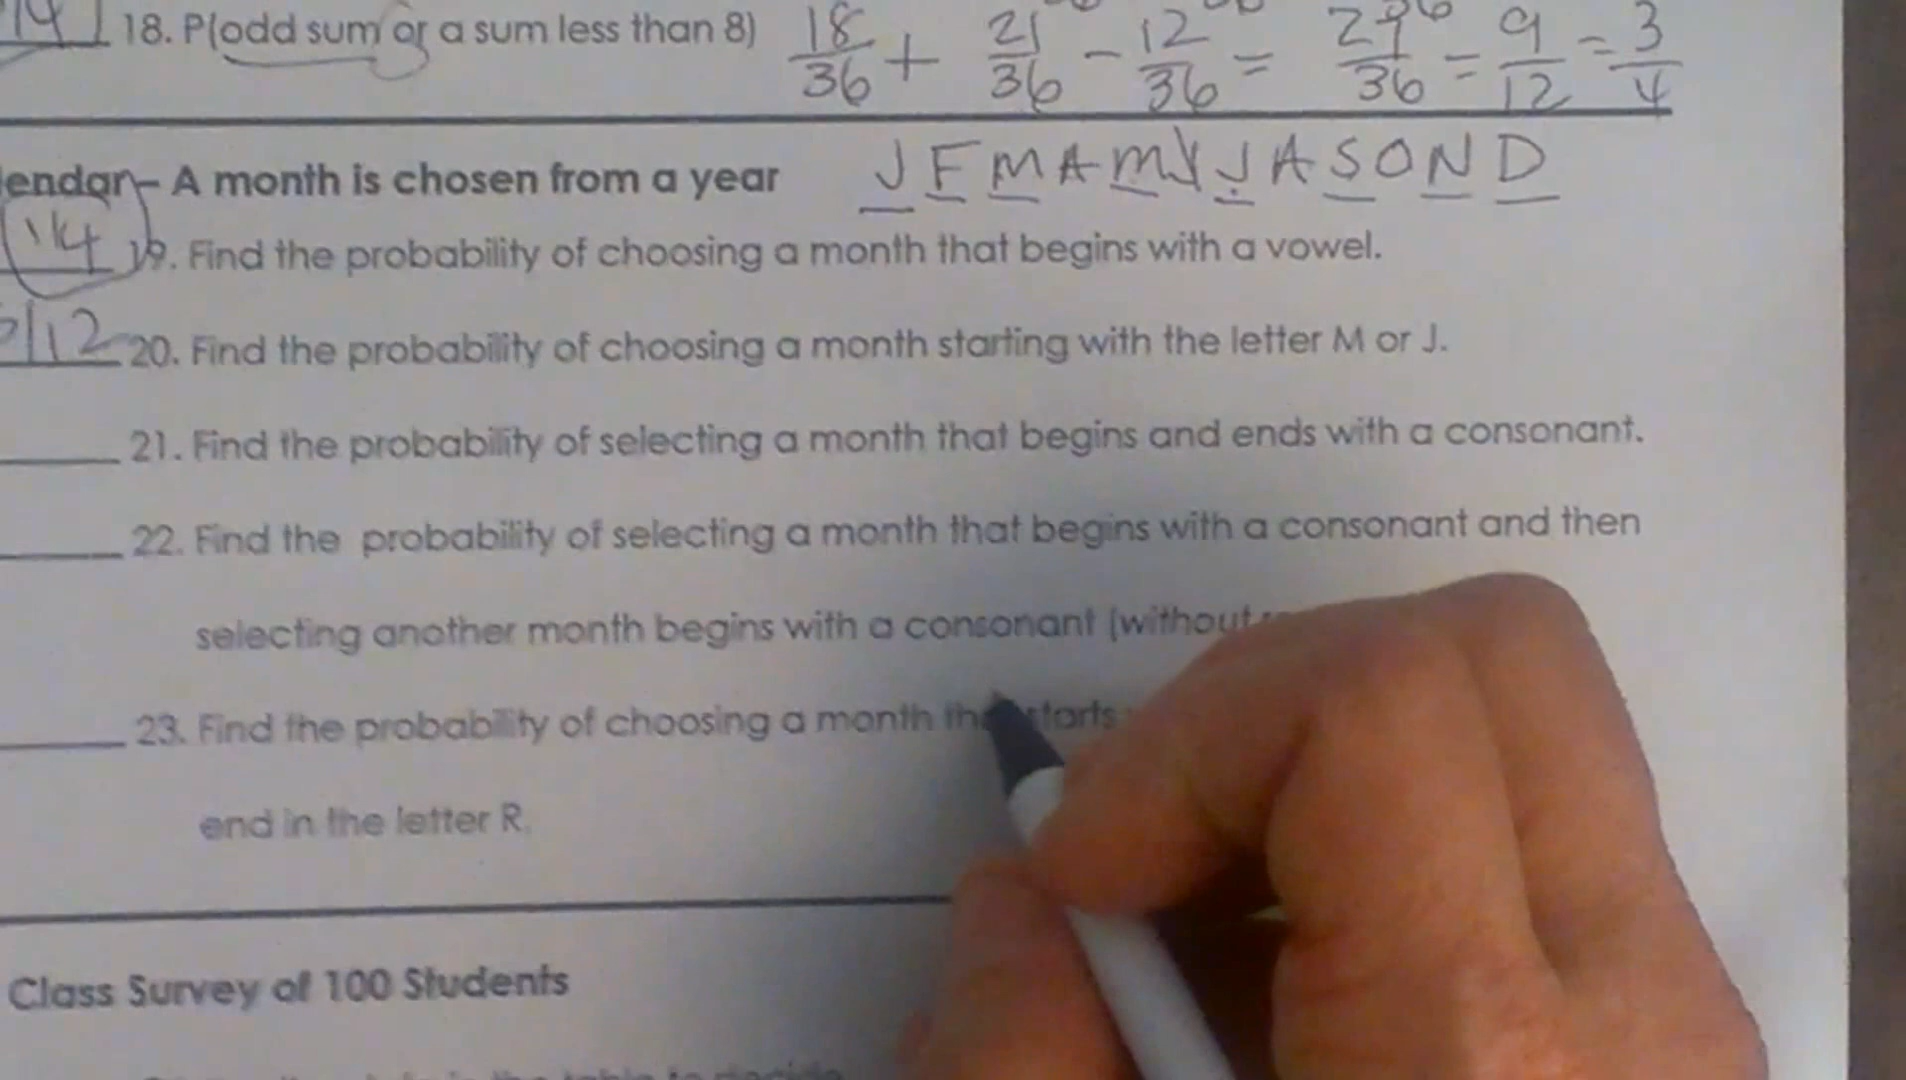 14 18. P(odd sum or a sum less than 8) 18/36 + 21/36 - 12/36 = 27/36 = 9/12 = 3/4
endar - A month is chosen from a year J F M A M J J A S O N D
1/4 19. Find the probability of choosing a month that begins with a vowel.
/12 20. Find the probability of choosing a month starting with the letter M or J.
21. Find the probability of selecting a month that begins and ends with a consonant.
22. Find the probability of selecting a month that begins with a consonant and then
selecting another month begins with a consonant (without
23. Find the probability of choosing a month starts
end in the letter R.
Class Survey of 100 Students